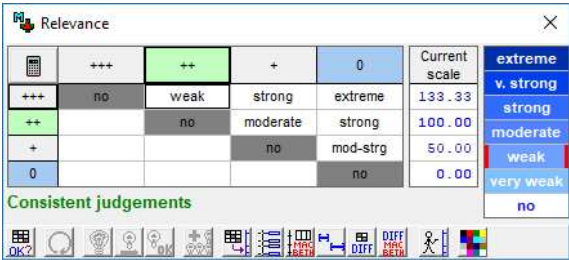 Relevance
+++ ++ + 0 Current scale extreme
v. strong
+++ no weak strong extreme 133.33 strong
++ no moderate strong 100.00 moderate
+ no mod-strg 50.00 weak
0 no 0.00 very weak
Consistent judgements no
OK? OK MAC BETH DIFF DIFF MAC BETH